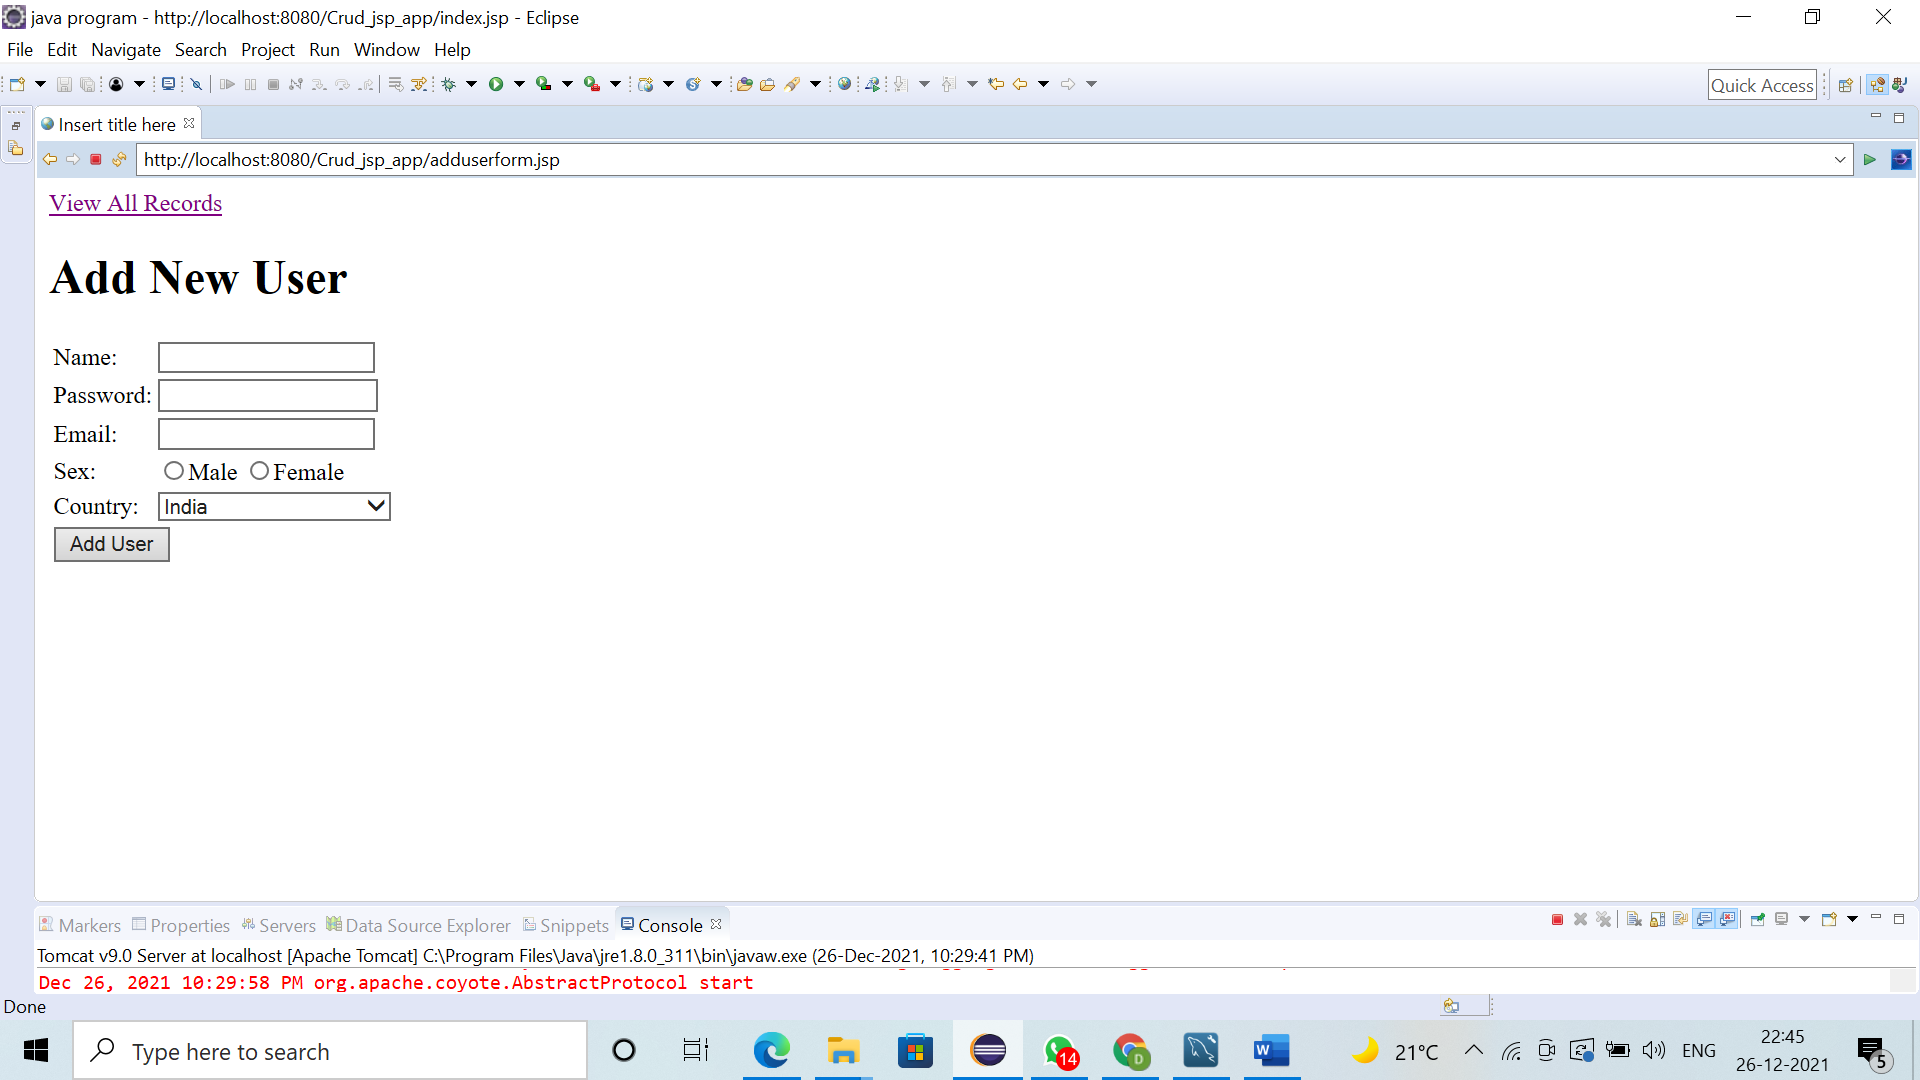 java program - http://localhost:8080/Crud_jsp_app/index.jsp - Eclipse
File Edit Navigate Search Project Run Window Help
Quick Access
Insert title here
http://localhost:8080/Crud_jsp_app/adduserform.jsp
View All Records
Add New User
Name:
Password:
Email:
Sex: Male Female
Country: India
Add User
Markers Properties Servers Data Source Explorer Snippets Console
Tomcat v9.0 Server at localhost [Apache Tomcat] C:\Program Files\Java\jre1.8.0_311\bin\javaw.exe (26-Dec-2021, 10:29:41 PM)
Dec 26, 2021 10:29:58 PM org.apache.coyote.AbstractProtocol start
Done
Type here to search
14
D
W
21°C
ENG
22:45
26-12-2021
5